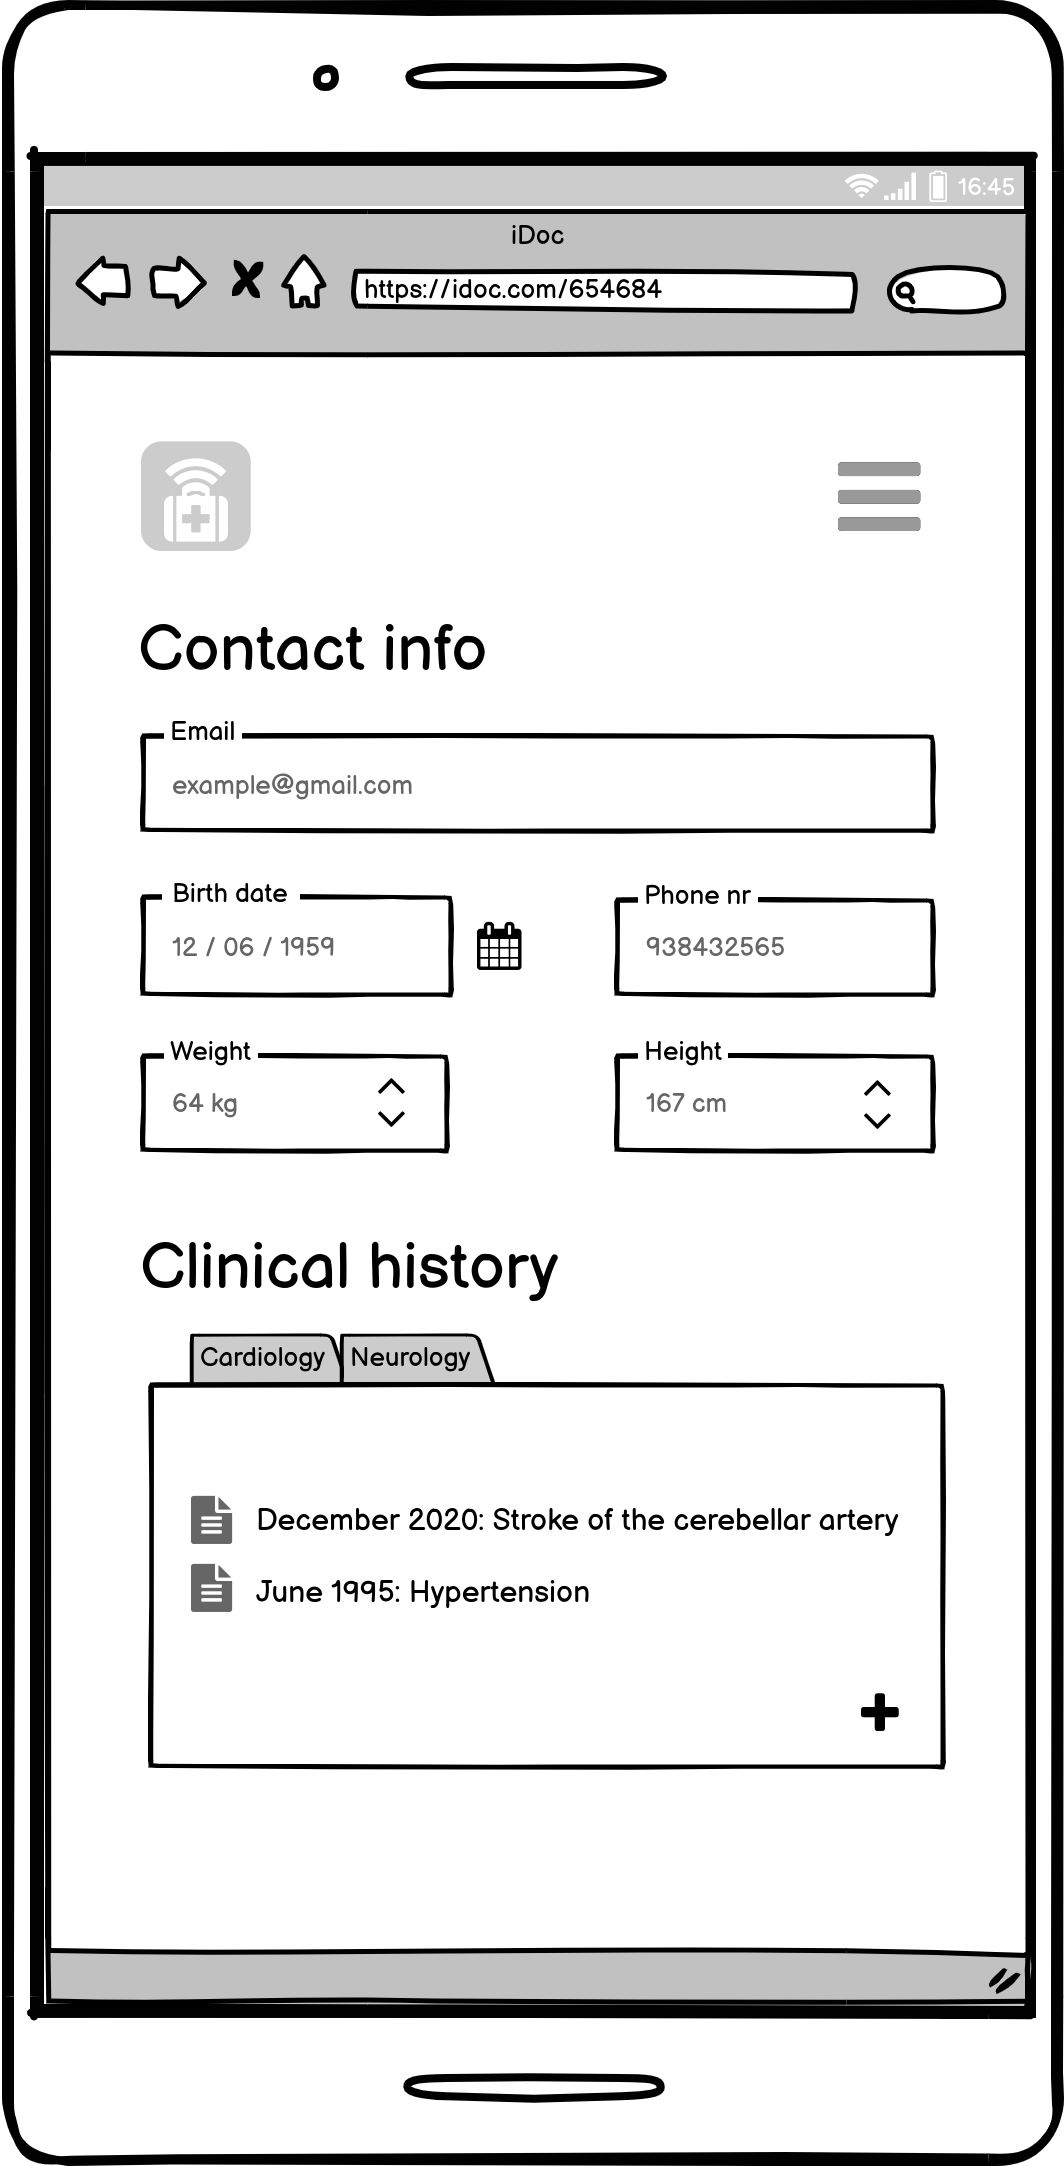 16:45
iDoc
https://idoc.com/654684
Contact info
Email
example@gmail.com
Birth date
Phone nr
12 / 06 / 1959
938432565
Weight
Height
64 kg
167 cm
Clinical history
Cardiology
Neurology
December 2020: Stroke of the cerebellar artery
June 1995: Hypertension